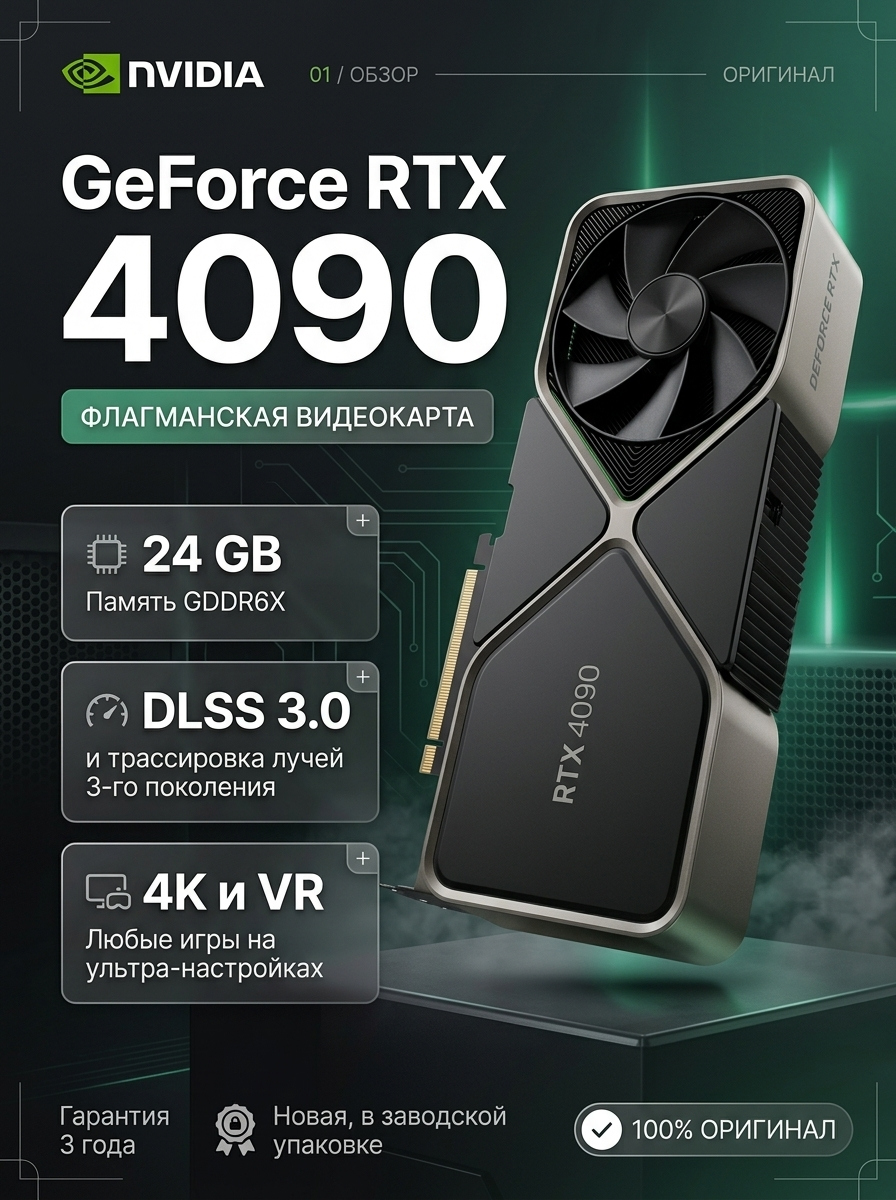 NVIDIA
01 / ОБЗОР
ОРИГИНАЛ
GeForce RTX
4090
ФЛАГМАНСКАЯ ВИДЕОКАРТА
DEFORCE RTX
24 GB
Память GDDR6X
DLSS 3.0
и трассировка лучей
3-го поколения
RTX 4090
4K и VR
Любые игры на
ультра-настройках
Гарантия
3 года
Новая, в заводской
упаковке
100% ОРИГИНАЛ